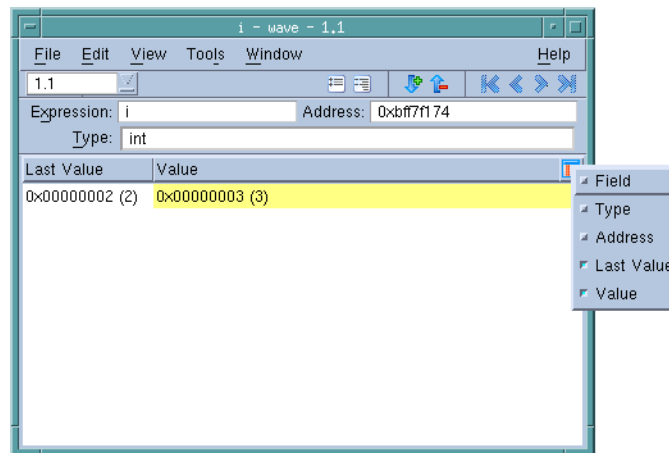 i - wave - 1.1
File Edit View Tools Window Help
1.1
Expression: i Address: 0xbff7f174
Type: int
Last Value Value
0x00000002 (2) 0x00000003 (3)
Field
Type
Address
Last Value
Value